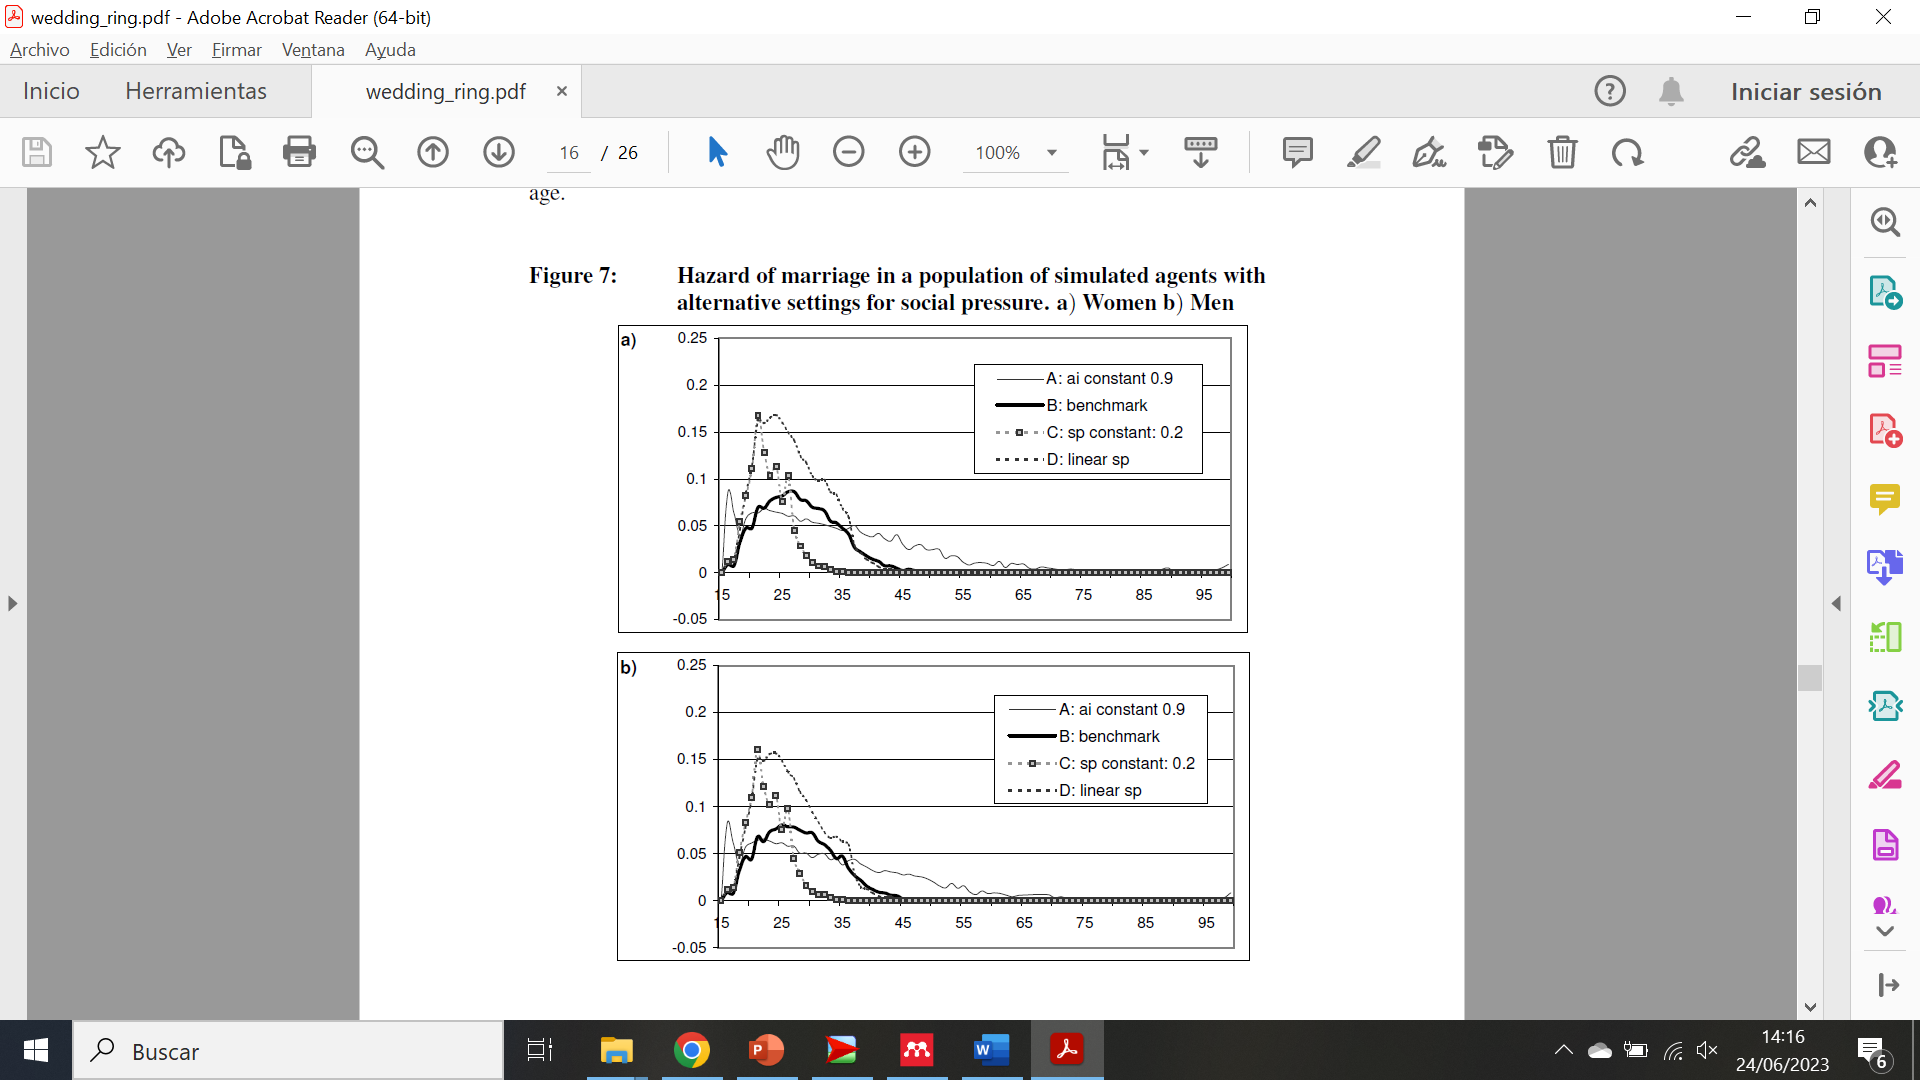 wedding_ring.pdf - Adobe Acrobat Reader (64-bit)
Archivo Edición Ver Firmar Ventana Ayuda
Inicio Herramientas wedding_ring.pdf Iniciar sesión
16 / 26 100%
age.
Figure 7: Hazard of marriage in a population of simulated agents with
alternative settings for social pressure. a) Women b) Men
a)
0.25
0.2
0.15
0.1
0.05
0
-0.05
A: ai constant 0.9
B: benchmark
C: sp constant: 0.2
D: linear sp
15 25 35 45 55 65 75 85 95
b)
0.25
0.2
0.15
0.1
0.05
0
-0.05
A: ai constant 0.9
B: benchmark
C: sp constant: 0.2
D: linear sp
15 25 35 45 55 65 75 85 95
Buscar
14:16
24/06/2023
6